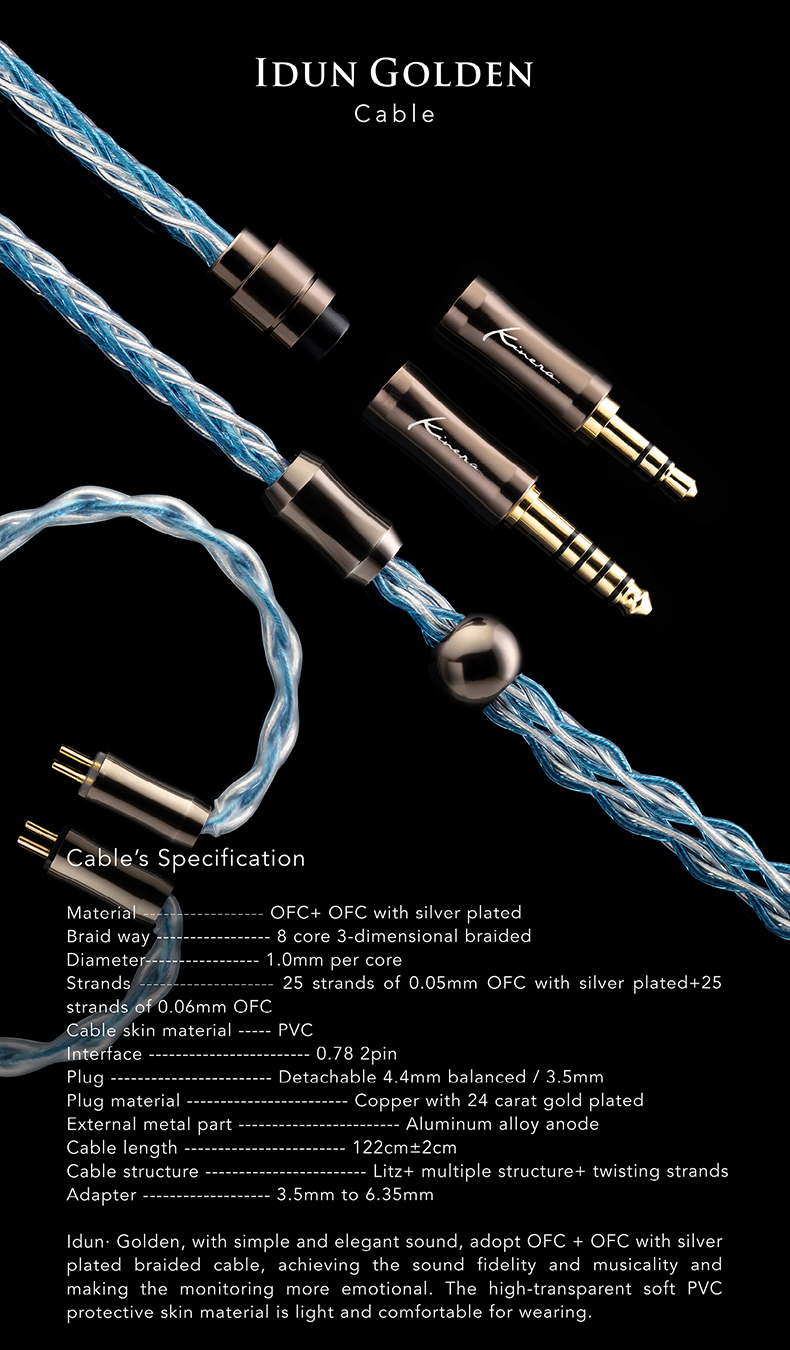 IDUN GOLDEN
Cable
Kinera
Kinera
Cable's Specification
Material ------------------ OFC+ OFC with silver plated
Braid way ----------------- 8 core 3-dimensional braided
Diameter----------------- 1.0mm per core
Strands -------------------- 25 strands of 0.05mm OFC with silver plated+25
strands of 0.06mm OFC
Cable skin material ----- PVC
Interface ------------------------ 0.78 2pin
Plug ------------------------ Detachable 4.4mm balanced / 3.5mm
Plug material ------------------------ Copper with 24 carat gold plated
External metal part ------------------------ Aluminum alloy anode
Cable length ------------------------ 122cm±2cm
Cable structure ------------------------ Litz+ multiple structure+ twisting strands
Adapter ------------------- 3.5mm to 6.35mm
Idun· Golden, with simple and elegant sound, adopt OFC + OFC with silver
plated braided cable, achieving the sound fidelity and musicality and
making the monitoring more emotional. The high-transparent soft PVC
protective skin material is light and comfortable for wearing.